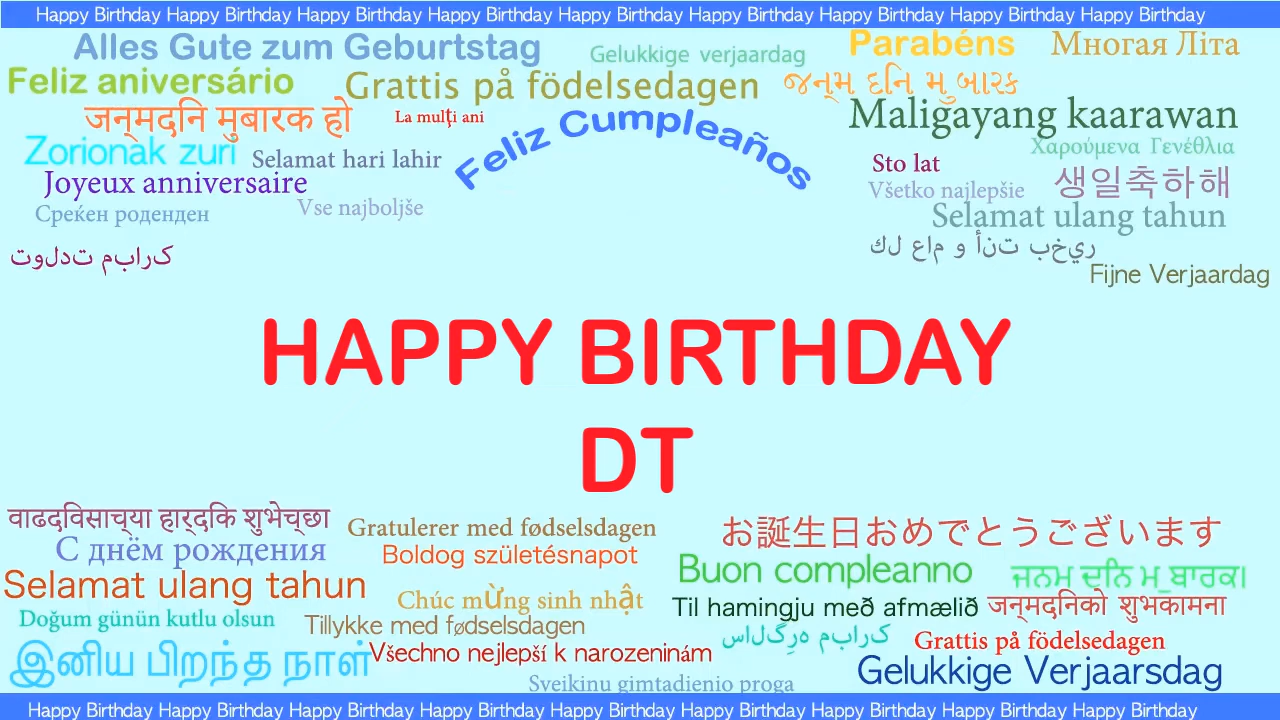 Happy Birthday Happy Birthday Happy Birthday Happy Birthday Happy Birthday Happy Birthday Happy Birthday Happy Birthday Happy Birthday
Alles Gute zum Geburtstag
Gelukkige verjaardag
Parabéns
Многая Літа
Feliz aniversário
Grattis på födelsedagen
જન્મ દનિ મુ બારક
जन्मदनि मुबारक हो
La mulţi ani
Feliz Cumpleaños
Maligayang kaarawan
Zorionak zuri
Selamat hari lahir
Χαρούμενα Γενέθλια
Sto lat
Joyeux anniversaire
Všetko najlepšie
생일축하해
Среќен роденден
Vse najboljše
Selamat ulang tahun
تولدت مبارک
كل عام و أنت بخير
Fijne Verjaardag
HAPPY BIRTHDAY
DT
वाढदविसाच्या हार्दकि शुभेच्छा
Gratulerer med fødselsdagen
お誕生日おめでとうございます
С днём рождения
Boldog születésnapot
Buon compleanno
ਜਨਮ ਦਨਿ ਮੁਬਾਰਕ।
Selamat ulang tahun
Chúc mừng sinh nhật
Til hamingju með afmælið
जन्मदनिको शुभकामना
Doğum günün kutlu olsun
Tillykke med fødselsdagen
سالگرہ مبارک
Grattis på födelsedagen
இனிய பிறந்த நாள்
Všechno nejlepší k narozeninám
Gelukkige Verjaarsdag
Sveikinu gimtadienio proga
Happy Birthday Happy Birthday Happy Birthday Happy Birthday Happy Birthday Happy Birthday Happy Birthday Happy Birthday Happy Birthday